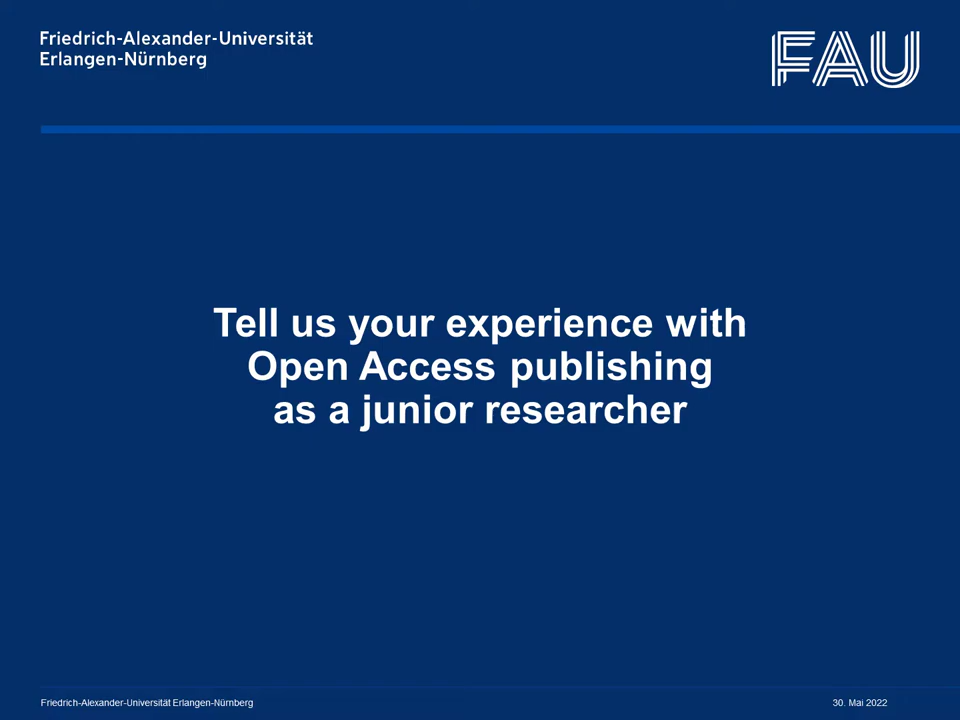 Friedrich-Alexander-Universität
Erlangen-Nürnberg
FAU
Tell us your experience with
Open Access publishing
as a junior researcher
Friedrich-Alexander-Universität Erlangen-Nürnberg
30. Mai 2022